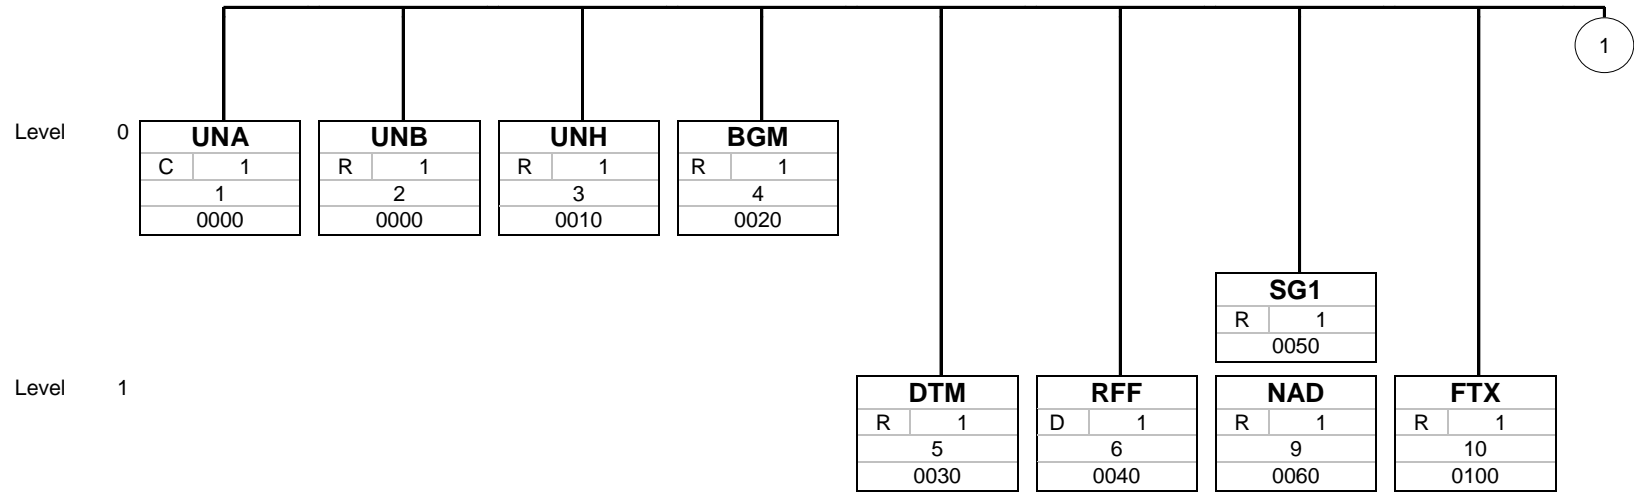 1
Level 0
UNA UNB UNH BGM
C 1 R 1 R 1 R 1
1 2 3 4
0000 0000 0010 0020
SG1
R 1
0050
Level 1
DTM RFF NAD FTX
R 1 D 1 R 1 R 1
5 6 9 10
0030 0040 0060 0100